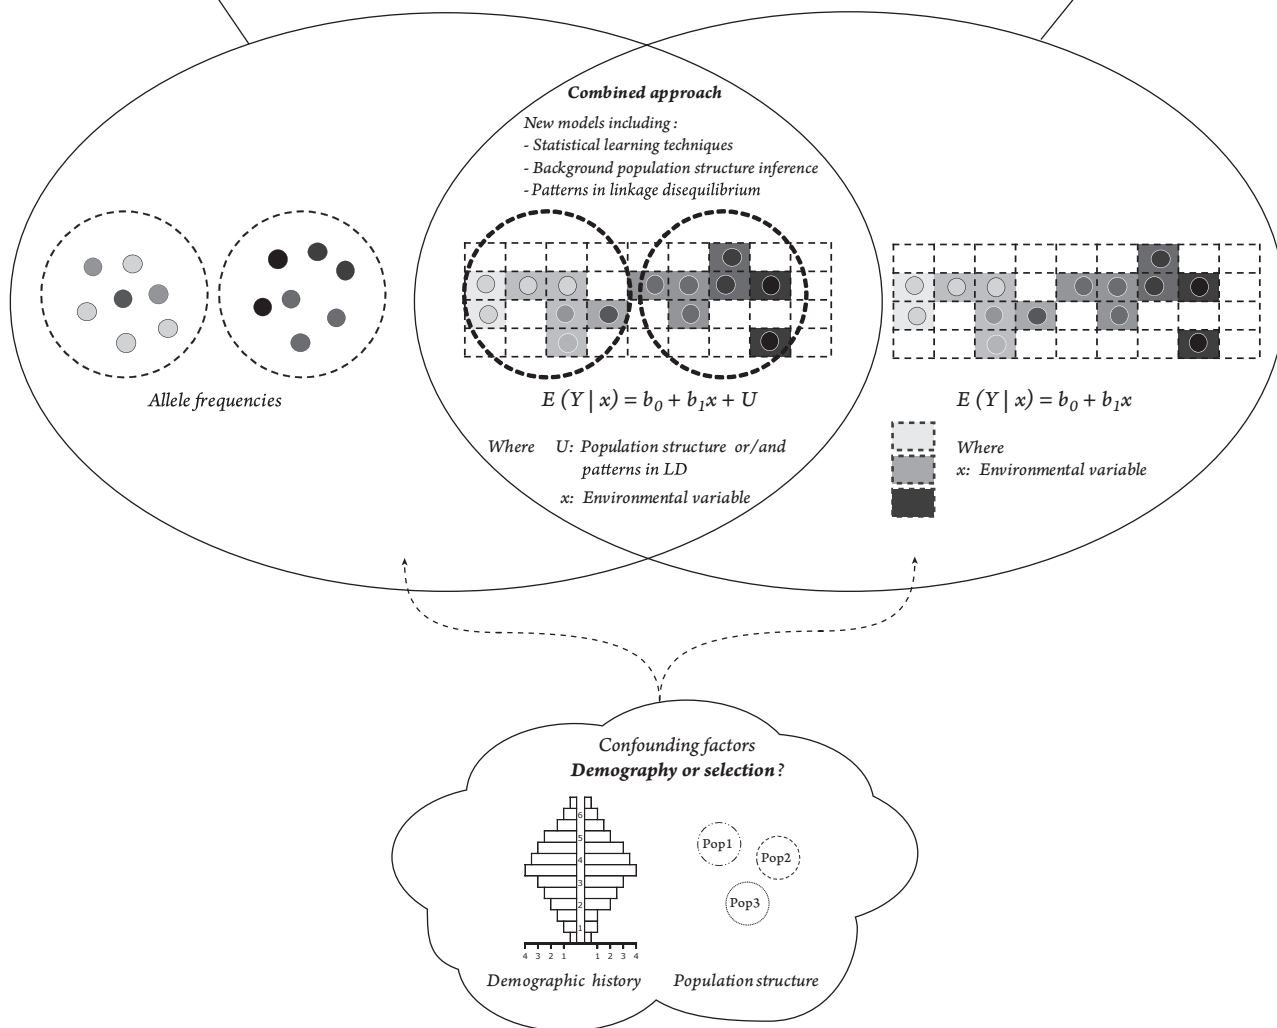 Combined approach
New models including :
- Statistical learning techniques
- Background population structure inference
- Patterns in linkage disequilibrium
Allele frequencies
E (Y | x) = b₀ + b₁x + U
Where U: Population structure or/and
patterns in LD
x: Environmental variable
E (Y | x) = b₀ + b₁x
Where
x: Environmental variable
Confounding factors
Demography or selection?
6
5
4
3
2
1
4 3 2 1 1 2 3 4
Pop1
Pop2
Pop3
Demographic history
Population structure